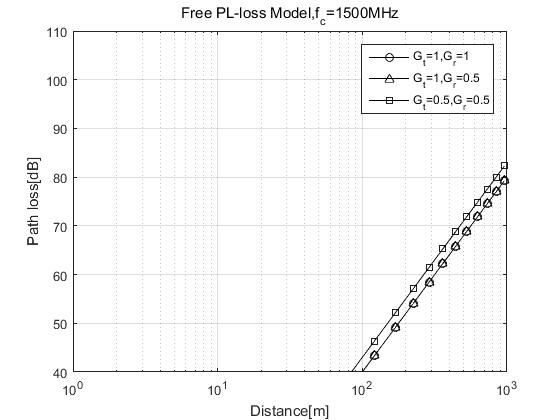 Free PL-loss Model,f_c=1500MHz
G_t=1,G_r=1
G_t=1,G_r=0.5
G_t=0.5,G_r=0.5
Path loss[dB]
110
100
90
80
70
60
50
40
10^0
10^1
10^2
10^3
Distance[m]